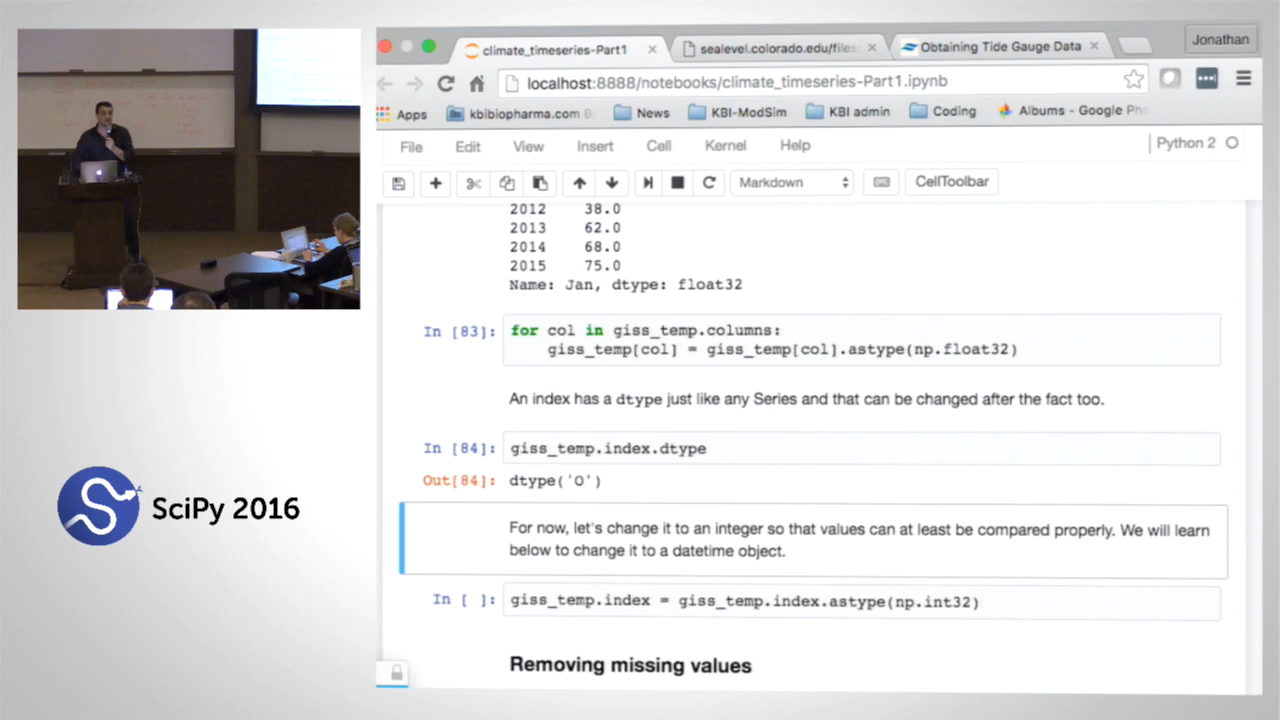 climate_timeseries-Part1
sealevel.colorado.edu/files
Obtaining Tide Gauge Data
Jonathan
localhost:8888/notebooks/climate_timeseries-Part1.ipynb
Apps
kbibiopharma.com
News
KBI-ModSim
KBI admin
Coding
Albums - Google Pho
File Edit View Insert Cell Kernel Help
Python 2
Markdown
CellToolbar
2012 38.0
2013 62.0
2014 68.0
2015 75.0
Name: Jan, dtype: float32
In [83]: for col in giss_temp.columns:
giss_temp[col] = giss_temp[col].astype(np.float32)
An index has a dtype just like any Series and that can be changed after the fact too.
In [84]: giss_temp.index.dtype
Out[84]: dtype('O')
For now, let's change it to an integer so that values can at least be compared properly. We will learn
below to change it to a datetime object.
In [ ]: giss_temp.index = giss_temp.index.astype(np.int32)
Removing missing values
SciPy 2016